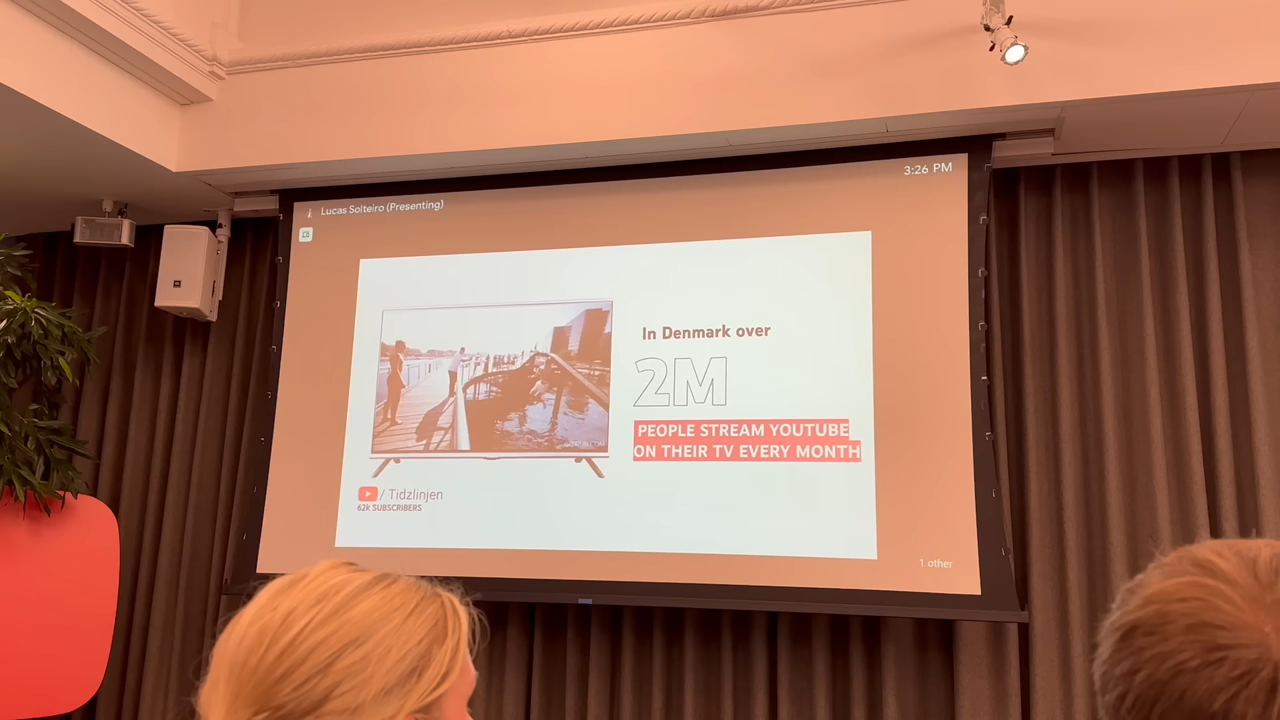 3:26 PM
Lucas Solteiro (Presenting)
In Denmark over
2M
PEOPLE STREAM YOUTUBE
ON THEIR TV EVERY MONTH
/ Tidzlinjen
62k SUBSCRIBERS
1 other